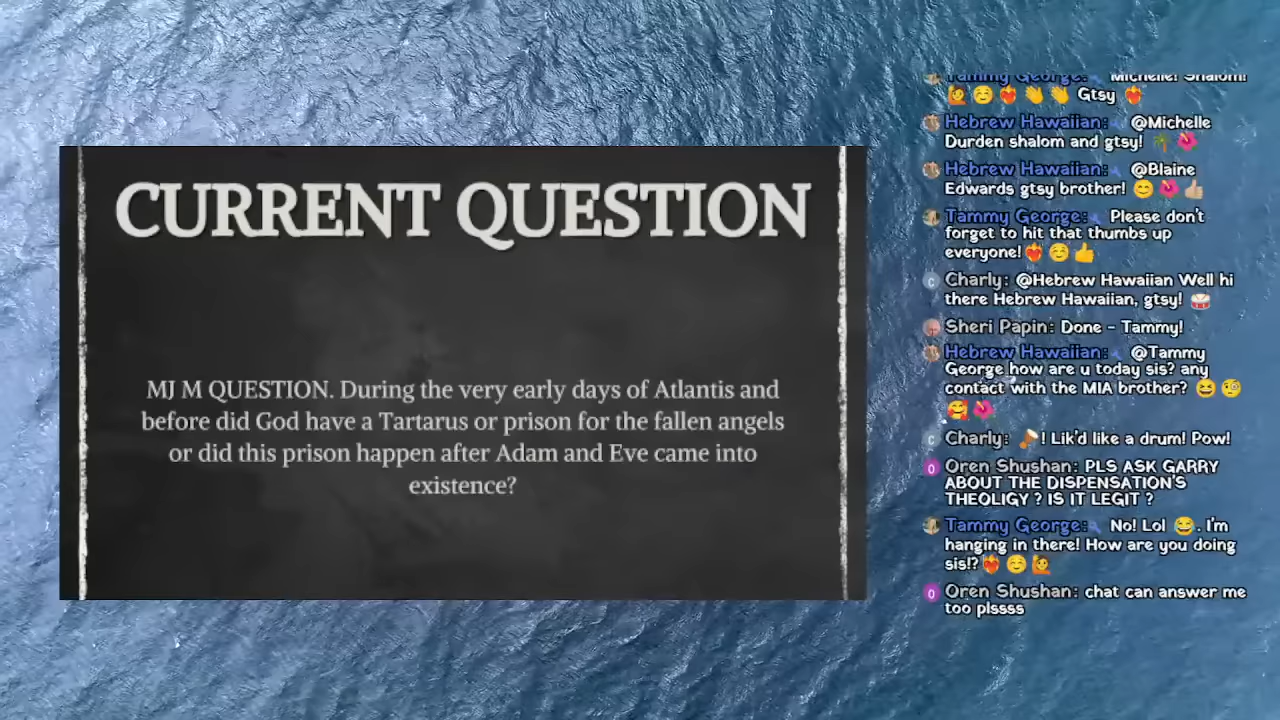 CURRENT QUESTION
MJ M QUESTION. During the very early days of Atlantis and
before did God have a Tartarus or prison for the fallen angels
or did this prison happen after Adam and Eve came into
existence?
Tammy George: Michelle! Shalom!
🙋☺️❤️‍🔥👏👏 Gtsy ❤️‍🔥
Hebrew Hawaiian: @Michelle
Durden shalom and gtsy! 🌴🌺
Hebrew Hawaiian: @Blaine
Edwards gtsy brother! 😊🌺👍🏼
Tammy George: Please don't
forget to hit that thumbs up
everyone!❤️‍🔥☺️👍
C Charly: @Hebrew Hawaiian Well hi
there Hebrew Hawaiian, gtsy! 🥁
Sheri Papin: Done - Tammy!
Hebrew Hawaiian: @Tammy
George how are u today sis? any
contact with the MIA brother? 😆🧐
🥰🌺
C Charly: 🪘! Lik'd like a drum! Pow!
O Oren Shushan: PLS ASK GARRY
ABOUT THE DISPENSATION'S
THEOLIGY ? IS IT LEGIT ?
Tammy George: No! Lol 😂. I'm
hanging in there! How are you doing
sis!?❤️‍🔥☺️🙋
O Oren Shushan: chat can answer me
too plssss